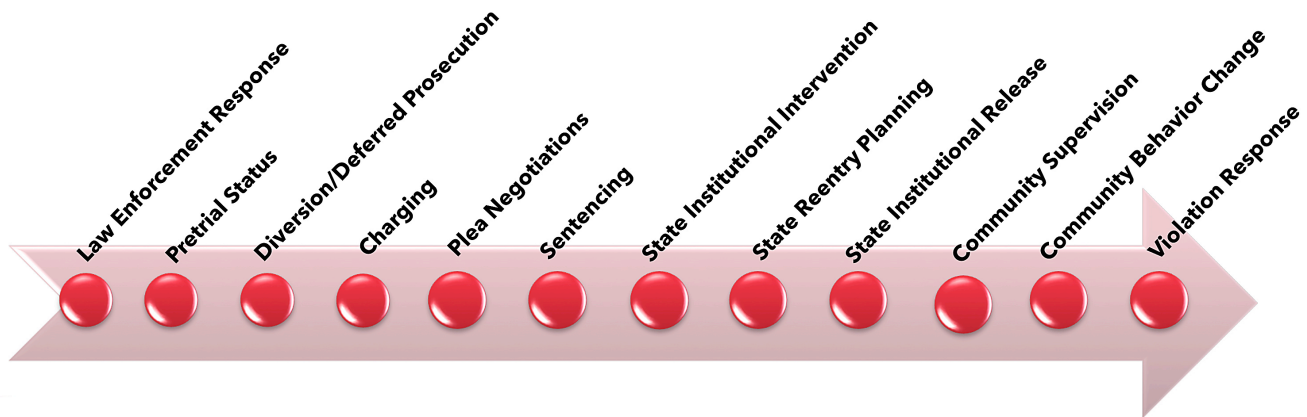 Law Enforcement Response
Pretrial Status
Diversion/Deferred Prosecution
Charging
Plea Negotiations
Sentencing
State Institutional Intervention
State Reentry Planning
State Institutional Release
Community Supervision
Community Behavior Change
Violation Response